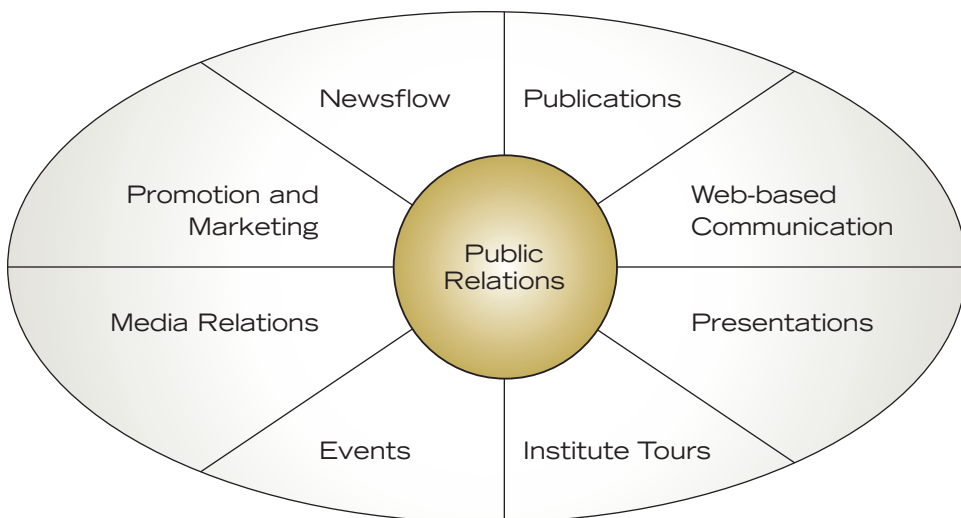 Newsflow
Publications
Promotion and
Marketing
Web-based
Communication
Public
Relations
Media Relations
Presentations
Events
Institute Tours